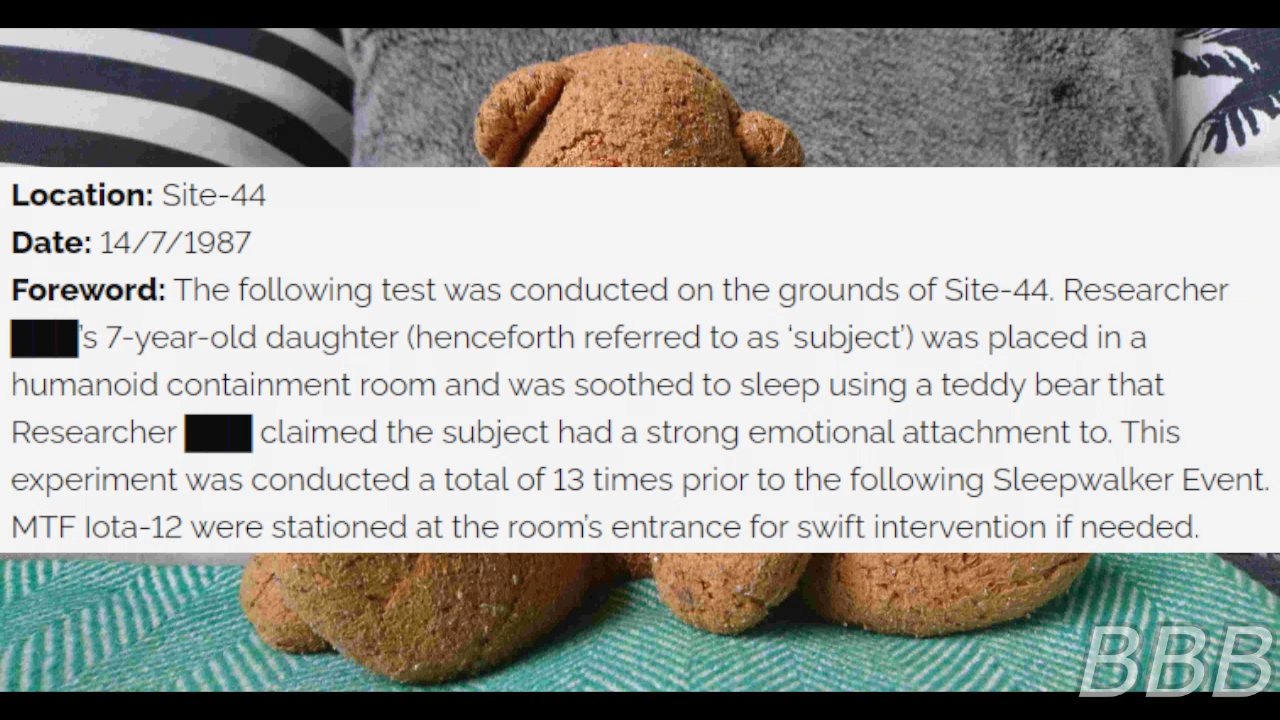 Location: Site-44
Date: 14/7/1987
Foreword: The following test was conducted on the grounds of Site-44. Researcher
's 7-year-old daughter (henceforth referred to as ‘subject’) was placed in a
humanoid containment room and was soothed to sleep using a teddy bear that
Researcher claimed the subject had a strong emotional attachment to. This
experiment was conducted a total of 13 times prior to the following Sleepwalker Event.
MTF Iota-12 were stationed at the room's entrance for swift intervention if needed.
BBB